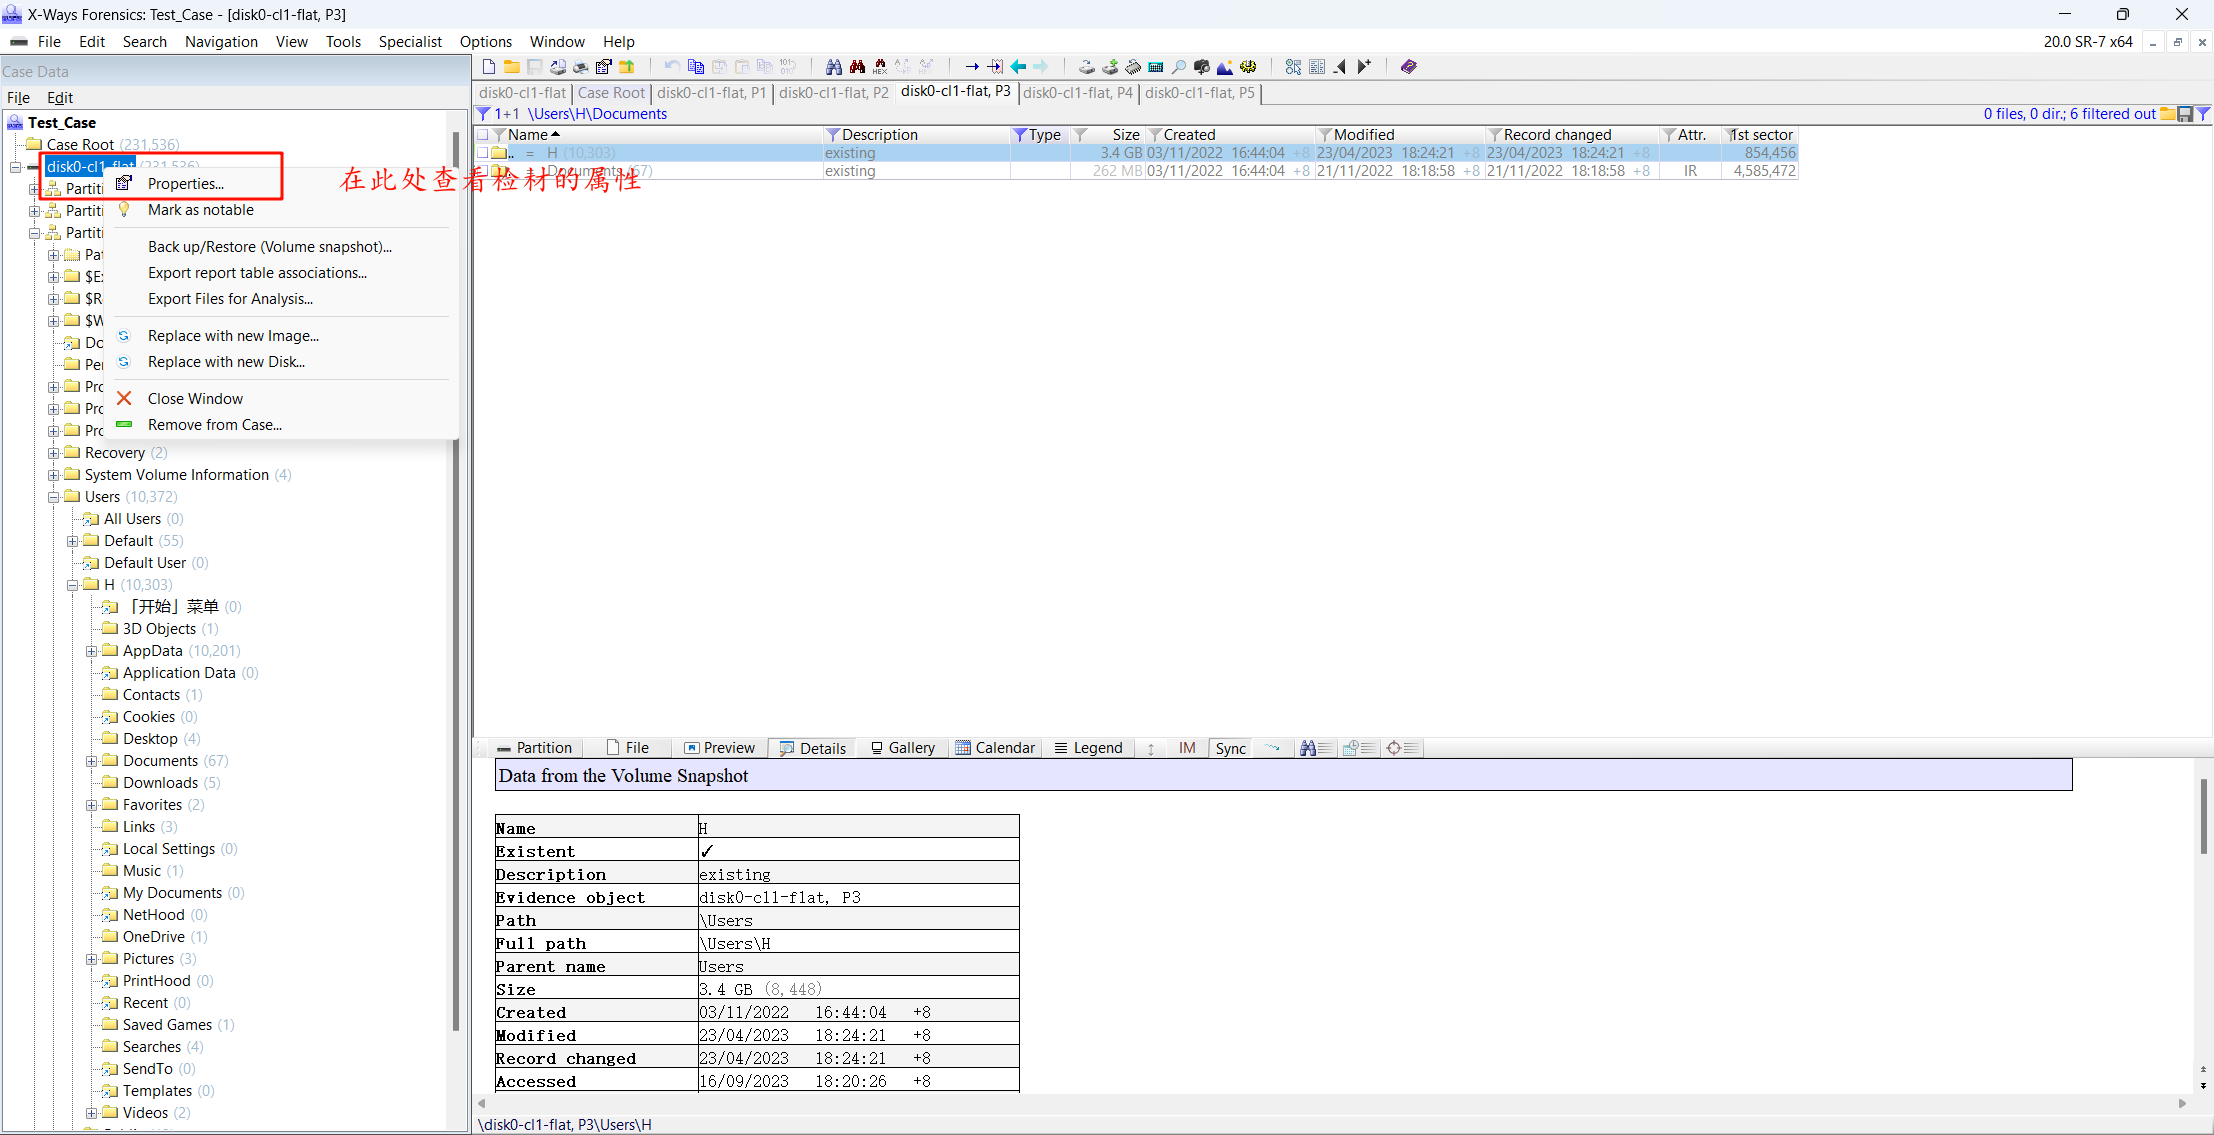 X-Ways Forensics: Test_Case - [disk0-cl1-flat, P3]
File Edit Search Navigation View Tools Specialist Options Window Help
20.0 SR-7 x64
Case Data
File Edit
Test_Case
Case Root (231,536)
disk0-cl1-flat (231,536)
Partiti
Partiti
Partiti
Pa
$E
$R
$W
Do
Per
Pro
Pro
Pro
Recovery (2)
System Volume Information (4)
Users (10,372)
All Users (0)
Default (55)
Default User (0)
H (10,303)
「开始」菜单 (0)
3D Objects (1)
AppData (10,201)
Application Data (0)
Contacts (1)
Cookies (0)
Desktop (4)
Documents (67)
Downloads (5)
Favorites (2)
Links (3)
Local Settings (0)
Music (1)
My Documents (0)
NetHood (0)
OneDrive (1)
Pictures (3)
PrintHood (0)
Recent (0)
Saved Games (1)
Searches (4)
SendTo (0)
Templates (0)
Videos (2)
Properties...
Mark as notable
Back up/Restore (Volume snapshot)...
Export report table associations...
Export Files for Analysis...
Replace with new Image...
Replace with new Disk...
Close Window
Remove from Case...
在此处查看检材的属性
disk0-cl1-flat Case Root disk0-cl1-flat, P1 disk0-cl1-flat, P2 disk0-cl1-flat, P3 disk0-cl1-flat, P4 disk0-cl1-flat, P5
1+1 \Users\H\Documents
0 files, 0 dir.; 6 filtered out
Name Description Type Size Created Modified Record changed Attr. 1st sector
.. = H (10,303) existing 3.4 GB 03/11/2022 16:44:04 +8 23/04/2023 18:24:21 +8 23/04/2023 18:24:21 +8 854,456
. = Documents (67) existing 262 MB 03/11/2022 16:44:04 +8 21/11/2022 18:18:58 +8 21/11/2022 18:18:58 +8 IR 4,585,472
Partition File Preview Details Gallery Calendar Legend IM Sync
Data from the Volume Snapshot
Name H
Existent ✓
Description existing
Evidence object disk0-cl1-flat, P3
Path \Users
Full path \Users\H
Parent name Users
Size 3.4 GB (8,448)
Created 03/11/2022 16:44:04 +8
Modified 23/04/2023 18:24:21 +8
Record changed 23/04/2023 18:24:21 +8
Accessed 16/09/2023 18:20:26 +8
\disk0-cl1-flat, P3\Users\H